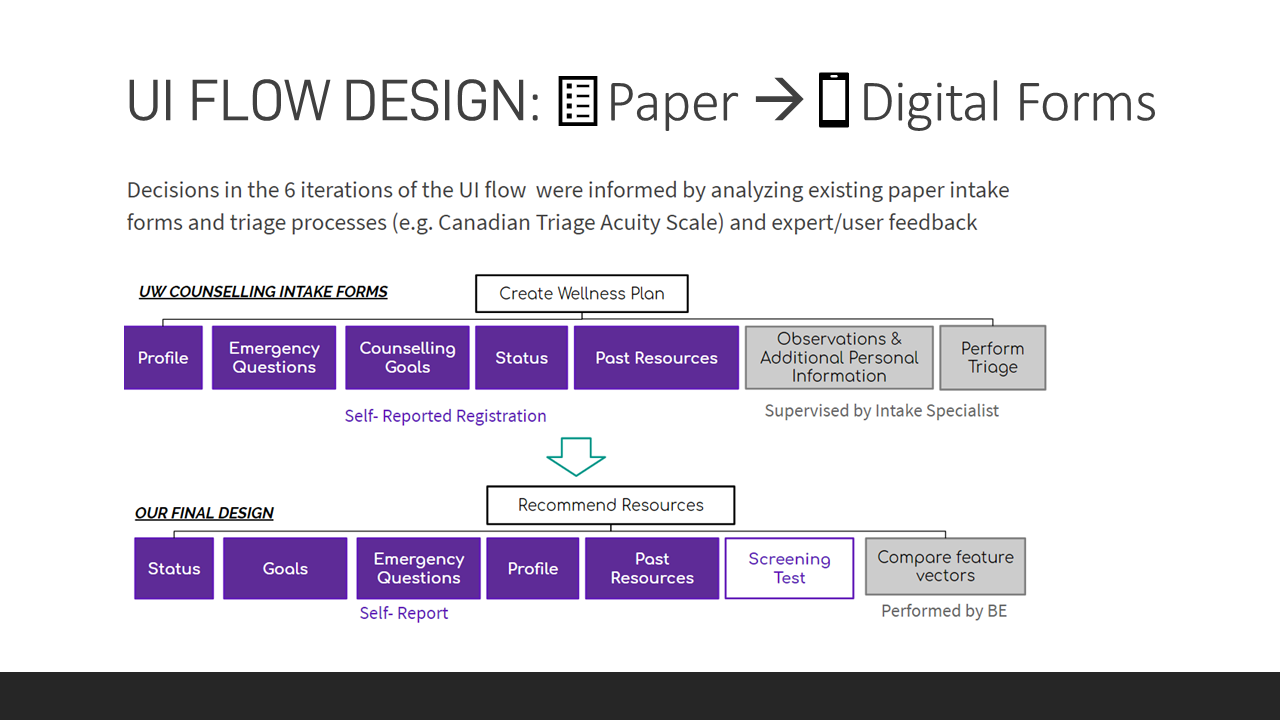 UI FLOW DESIGN: Paper Digital Forms
Decisions in the 6 iterations of the UI flow were informed by analyzing existing paper intake
forms and triage processes (e.g. Canadian Triage Acuity Scale) and expert/user feedback
UW COUNSELLING INTAKE FORMS
Create Wellness Plan
Profile
Emergency
Questions
Counselling
Goals
Status
Past Resources
Observations &
Additional Personal
Information
Perform
Triage
Self- Reported Registration
Supervised by Intake Specialist
OUR FINAL DESIGN
Recommend Resources
Status
Goals
Emergency
Questions
Profile
Past
Resources
Screening
Test
Compare feature
vectors
Self- Report
Performed by BE